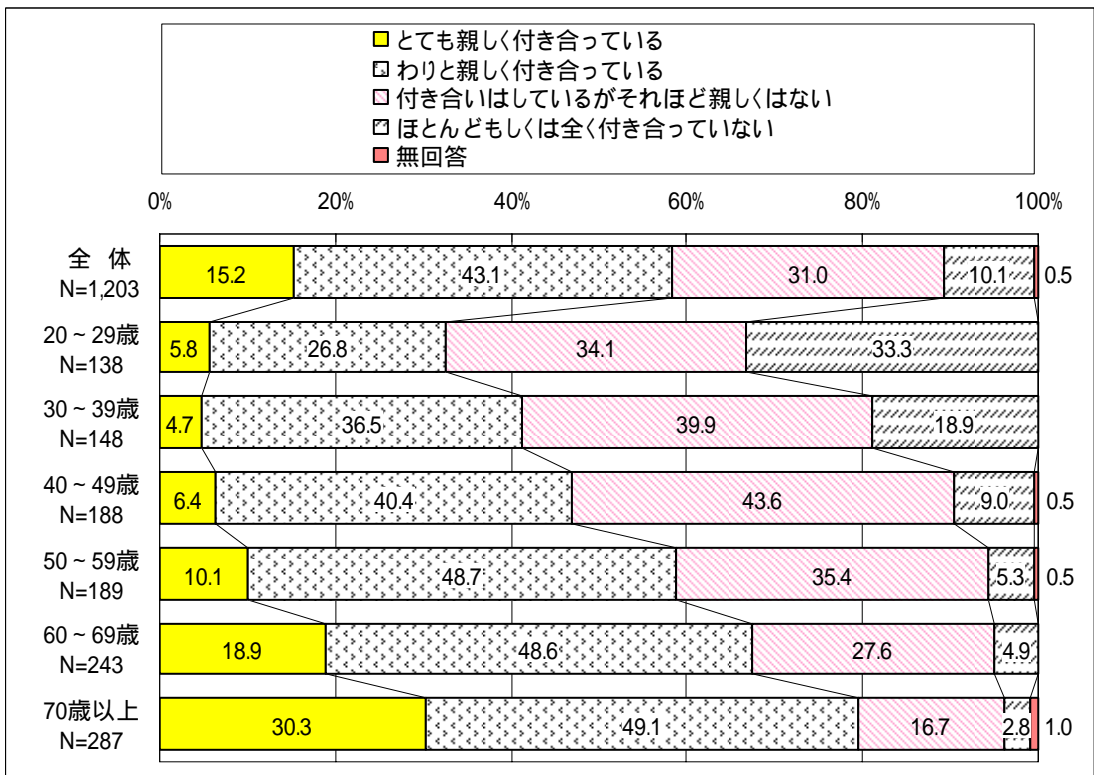 とても親しく付き合っている
わりと親しく付き合っている
付き合いはしているがそれほど親しくはない
ほとんどもしくは全く付き合っていない
無回答
0% 20% 40% 60% 80% 100%
全 体
N=1,203
15.2 43.1 31.0 10.1 0.5
20~29歳
N=138
5.8 26.8 34.1 33.3
30~39歳
N=148
4.7 36.5 39.9 18.9
40~49歳
N=188
6.4 40.4 43.6 9.0 0.5
50~59歳
N=189
10.1 48.7 35.4 5.3 0.5
60~69歳
N=243
18.9 48.6 27.6 4.9
70歳以上
N=287
30.3 49.1 16.7 2.8 1.0